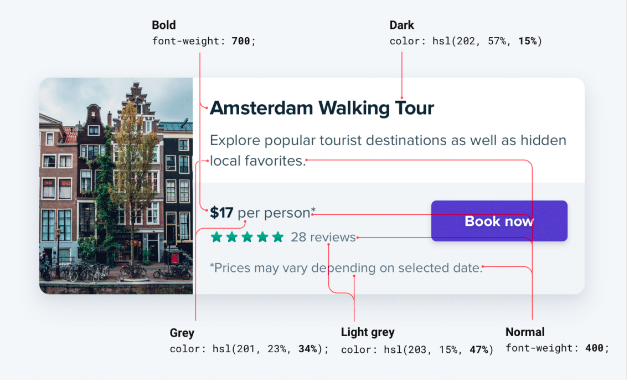 Bold
font-weight: 700;
Dark
color: hsl(202, 57%, 15%)
Amsterdam Walking Tour
Explore popular tourist destinations as well as hidden
local favorites.
$17 per person*
28 reviews
Book now
*Prices may vary depending on selected date.
Grey
color: hsl(201, 23%, 34%);
Light grey
color: hsl(203, 15%, 47%)
Normal
font-weight: 400;